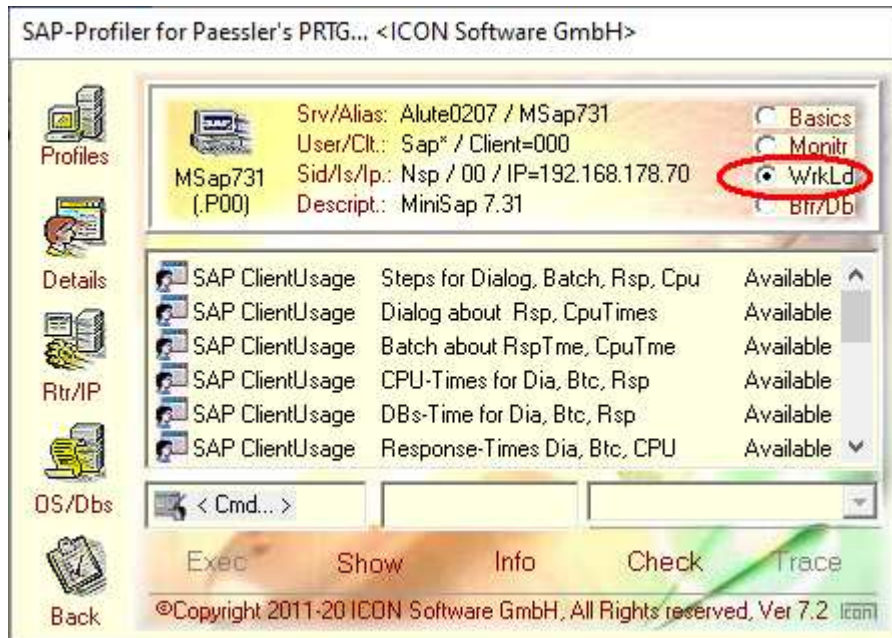 SAP-Profiler for Paessler's PRTG... <ICON Software GmbH>
Profiles
Details
Rtr/IP
OS/Dbs
Back
SAP
MSap731
(.P00)
Srv/Alias: Alute0207 / MSap731
User/Clt.: Sap* / Client=000
Sid/Is/Ip.: Nsp / 00 / IP=192.168.178.70
Descript.: MiniSap 7.31
Basics
Monitr
WrkLd
Bfr/Db
SAP ClientUsage Steps for Dialog, Batch, Rsp, Cpu Available
SAP ClientUsage Dialog about Rsp, CpuTimes Available
SAP ClientUsage Batch about RspTme, CpuTme Available
SAP ClientUsage CPU-Times for Dia, Btc, Rsp Available
SAP ClientUsage DBs-Time for Dia, Btc, Rsp Available
SAP ClientUsage Response-Times Dia, Btc, CPU Available
< Cmd... >
Exec Show Info Check Trace
©Copyright 2011-20 ICON Software GmbH, All Rights reserved, Ver 7.2 Icon